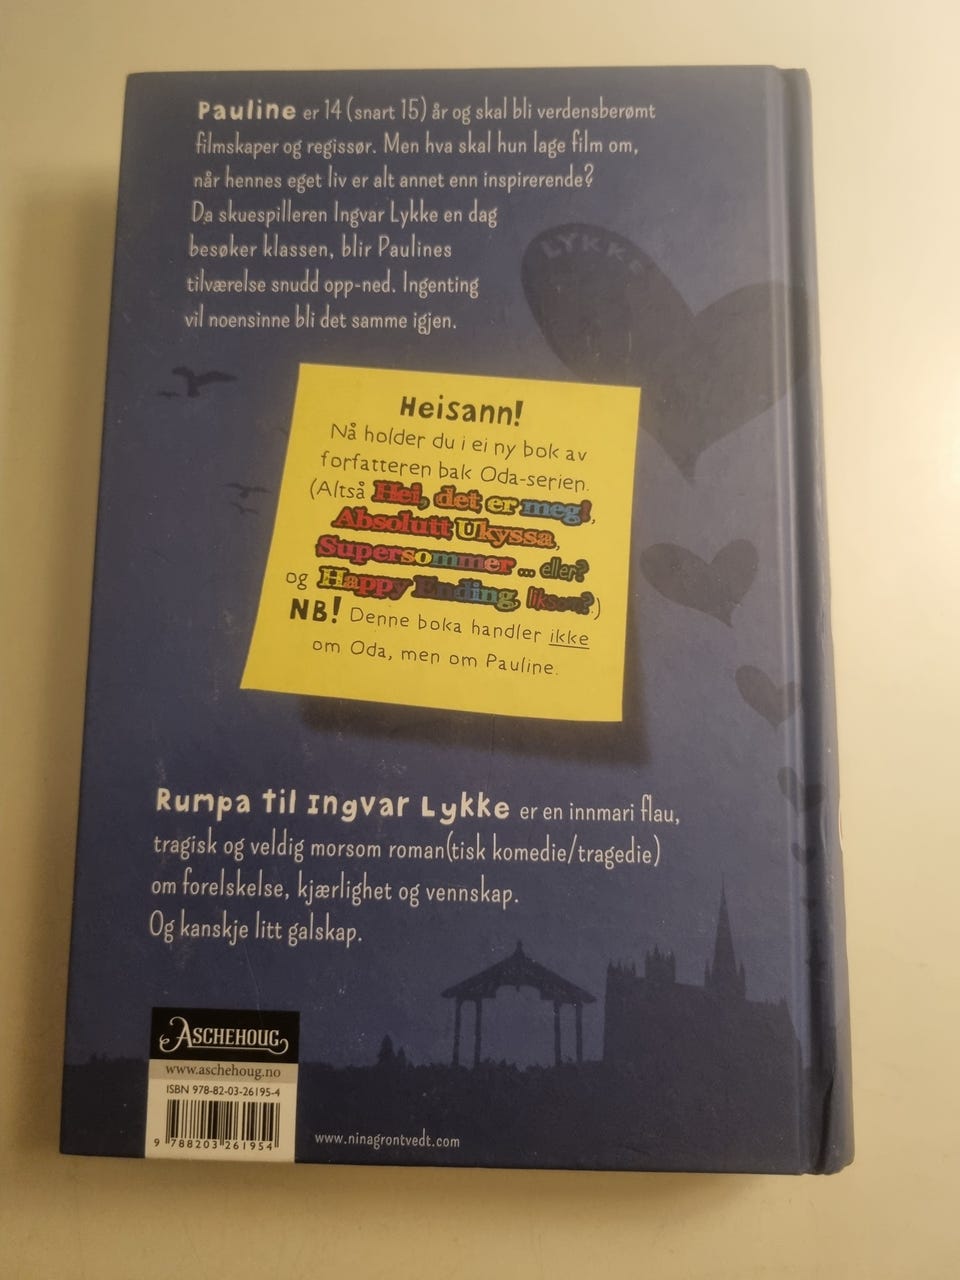 Pauline er 14 (snart 15) år og skal bli verdensberømt
filmskaper og regissør. Men hva skal hun lage film om,
når hennes eget liv er alt annet enn inspirerende?
Da skuespilleren Ingvar Lykke en dag
besøker klassen, blir Paulines
tilværelse snudd opp-ned. Ingenting
vil noensinne bli det samme igjen.
LYKKE
Heisann!
Nå holder du i ei ny bok av
forfatteren bak Oda-serien.
(Altså Hei, det er meg!,
Absolutt Ukyssa,
Supersommer ... eller?
og Happy Ending, liksom?.)
NB! Denne boka handler ikke
om Oda, men om Pauline.
Rumpa til Ingvar Lykke er en innmari flau,
tragisk og veldig morsom roman(tisk komedie/tragedie)
om forelskelse, kjærlighet og vennskap.
Og kanskje litt galskap.
ASCHEHOUG
www.aschehoug.no
ISBN 978-82-03-26195-4
9 788203 261954
www.ninagrontvedt.com